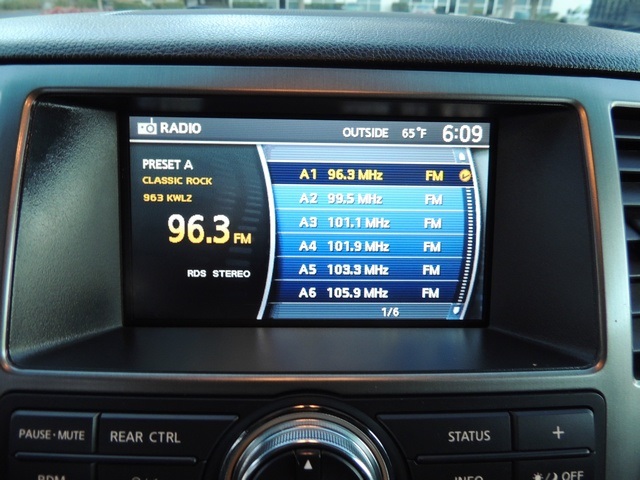 RADIO OUTSIDE 65°F 6:09
PRESET A
CLASSIC ROCK
963 KWLZ
96.3 FM
RDS STEREO
A1 96.3 MHz FM
A2 99.5 MHz FM
A3 101.1 MHz FM
A4 101.9 MHz FM
A5 103.3 MHz FM
A6 105.9 MHz FM
1/6
PAUSE·MUTE REAR CTRL STATUS +
INFO OFF